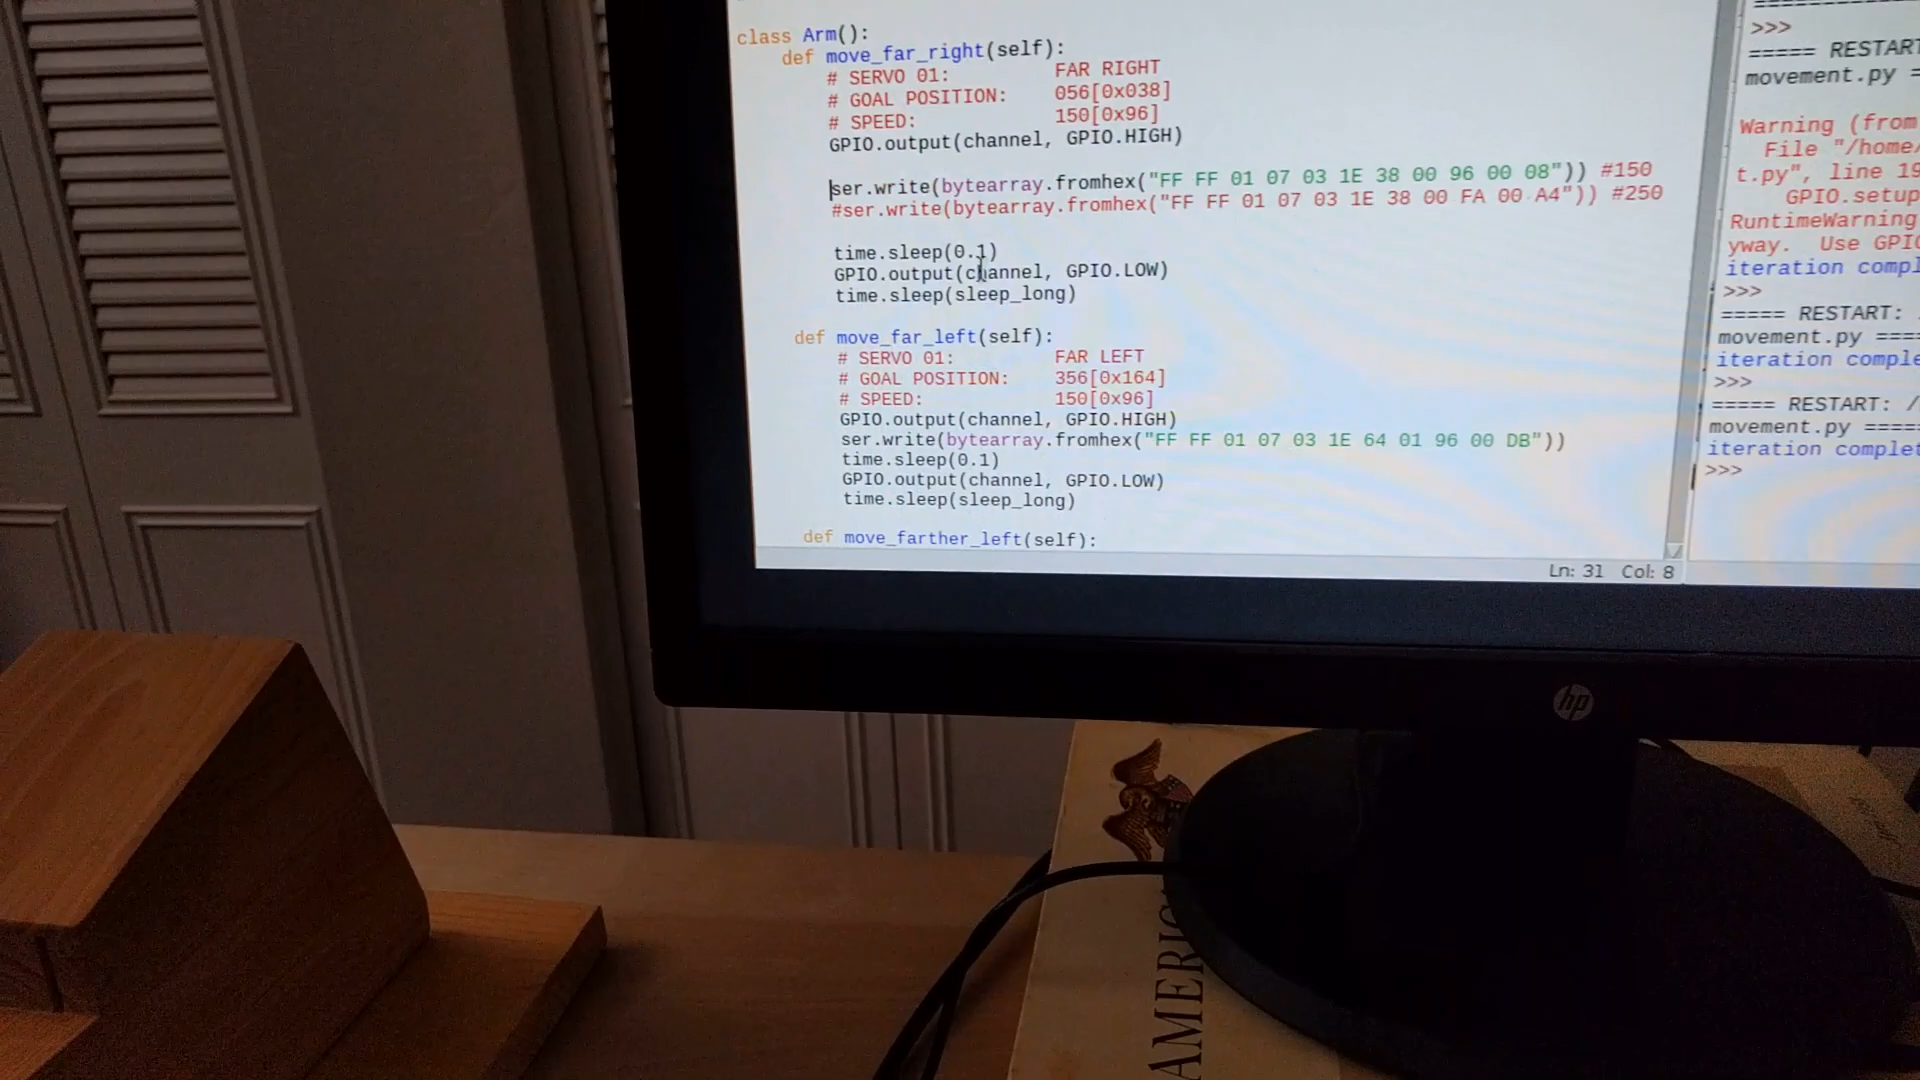 class Arm():
def move_far_right(self):
# SERVO 01: FAR RIGHT
# GOAL POSITION: 056[0x038]
# SPEED: 150[0x96]
GPIO.output(channel, GPIO.HIGH)
ser.write(bytearray.fromhex("FF FF 01 07 03 1E 38 00 96 00 08")) #150
#ser.write(bytearray.fromhex("FF FF 01 07 03 1E 38 00 FA 00 A4")) #250
time.sleep(0.1)
GPIO.output(channel, GPIO.LOW)
time.sleep(sleep_long)
def move_far_left(self):
# SERVO 01: FAR LEFT
# GOAL POSITION: 356[0x164]
# SPEED: 150[0x96]
GPIO.output(channel, GPIO.HIGH)
ser.write(bytearray.fromhex("FF FF 01 07 03 1E 64 01 96 00 DB"))
time.sleep(0.1)
GPIO.output(channel, GPIO.LOW)
time.sleep(sleep_long)
def move_farther_left(self):
Ln: 31 Col: 8
>>>
===== RESTART
movement.py =
Warning (from
File "/home/
t.py", line 19
GPIO.setup
RuntimeWarning
yway. Use GPIO
iteration compl
>>>
===== RESTART:
movement.py ====
iteration comple
>>>
===== RESTART: /
movement.py =====
iteration complet
>>>
hp
AMERIC